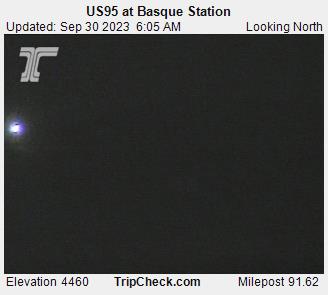 US95 at Basque Station
Updated: Sep 30 2023 6:05 AM Looking North
Elevation 4460 TripCheck.com Milepost 91.62